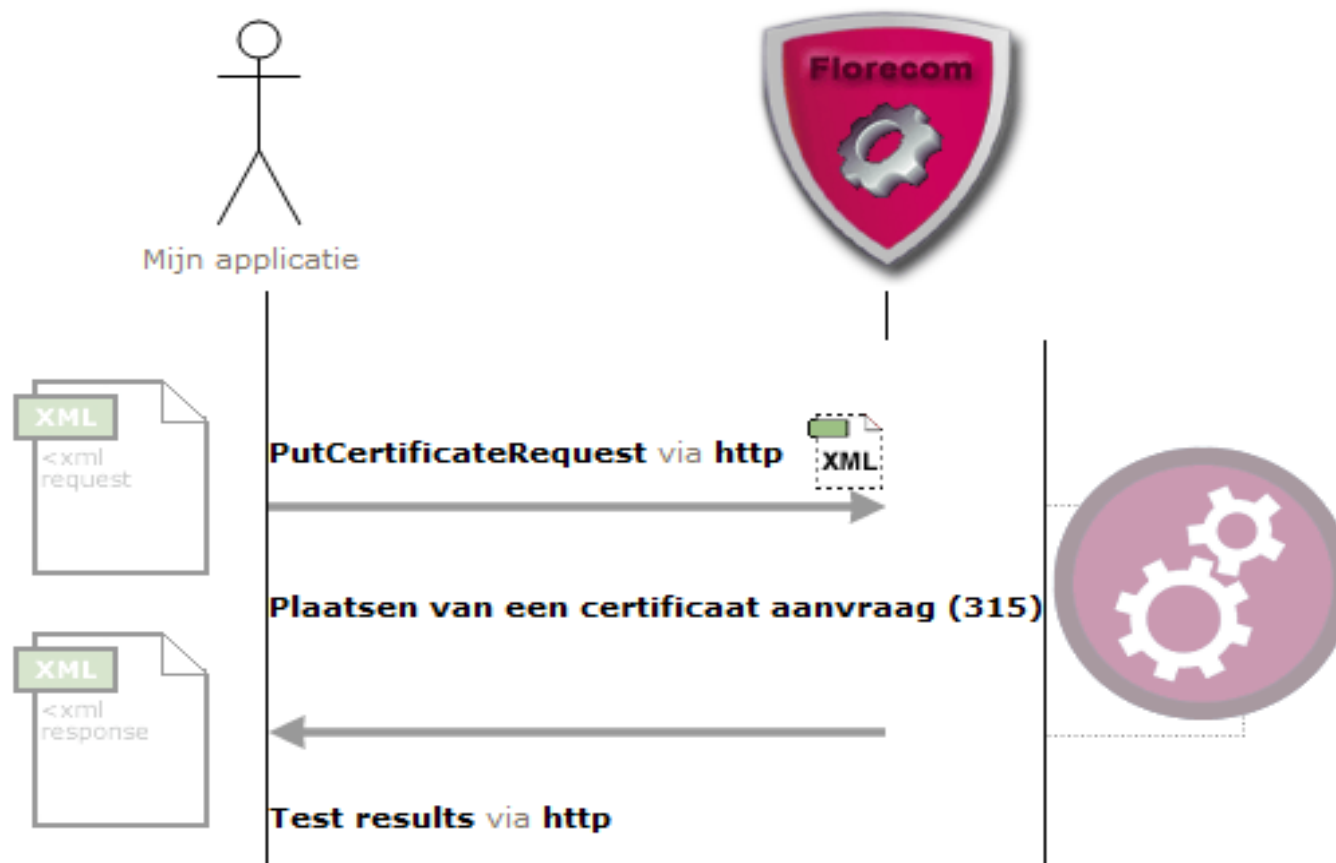 Florecom
Mijn applicatie
XML
<xml
request
PutCertificateRequest via http
XML
Plaatsen van een certificaat aanvraag (315)
XML
<xml
response
Test results via http